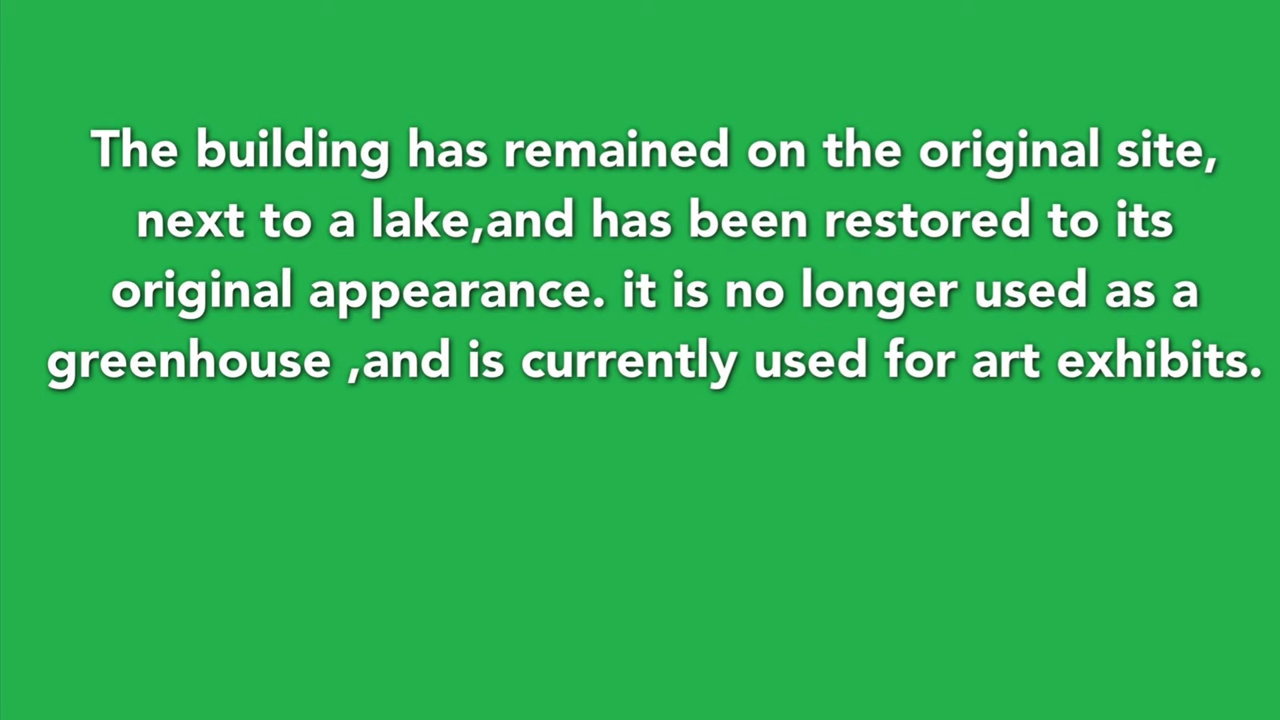 The building has remained on the original site,
next to a lake,and has been restored to its
original appearance. it is no longer used as a
greenhouse ,and is currently used for art exhibits.